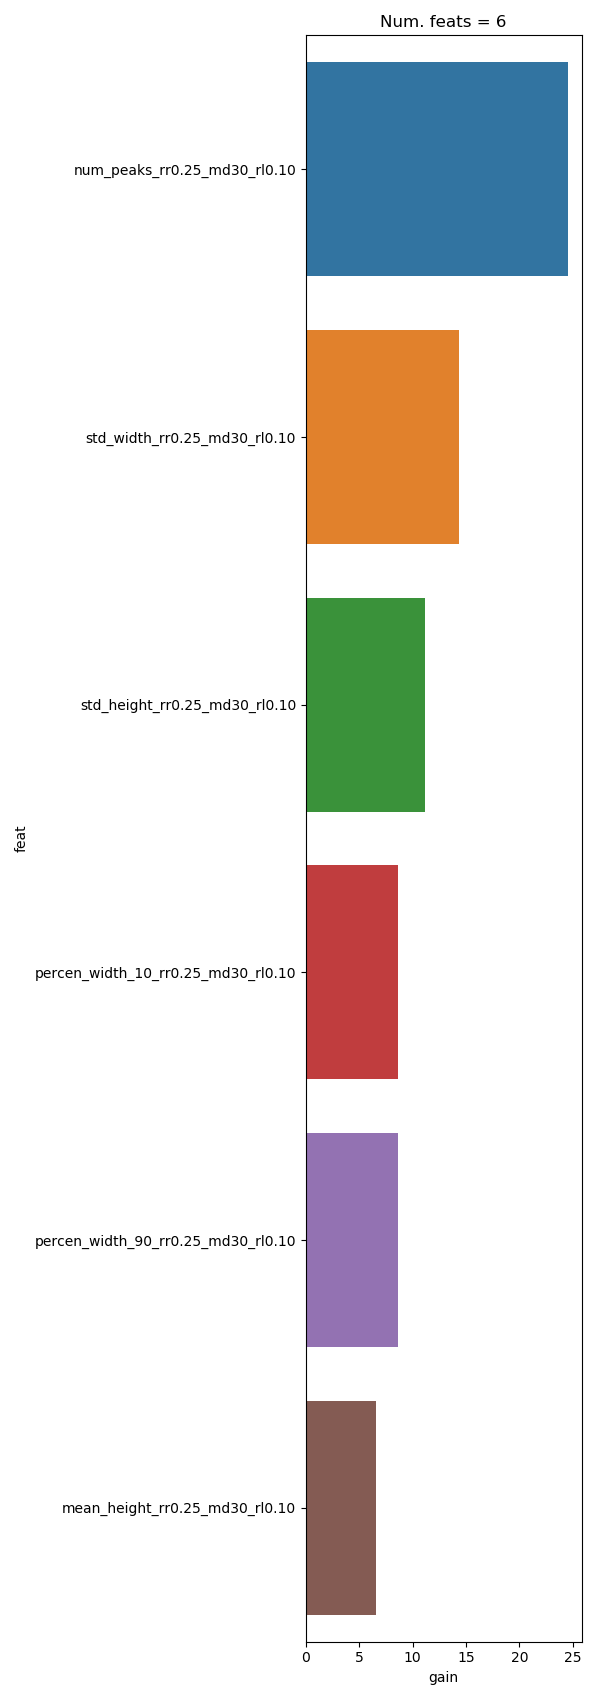 Num. feats = 6
num_peaks_rr0.25_md30_rl0.10
std_width_rr0.25_md30_rl0.10
std_height_rr0.25_md30_rl0.10
feat
percen_width_10_rr0.25_md30_rl0.10
percen_width_90_rr0.25_md30_rl0.10
mean_height_rr0.25_md30_rl0.10
0 5 10 15 20 25
gain